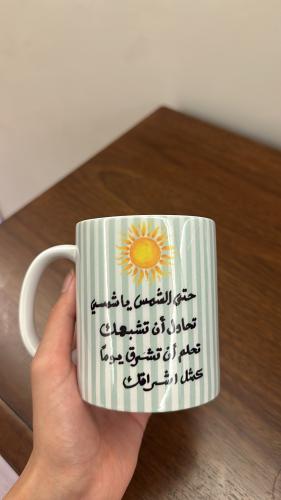 حتى الشمس يا شمسي
تحاول أن تشبهك
تحلم أن تشرق يوماً
كمثل اشراقك